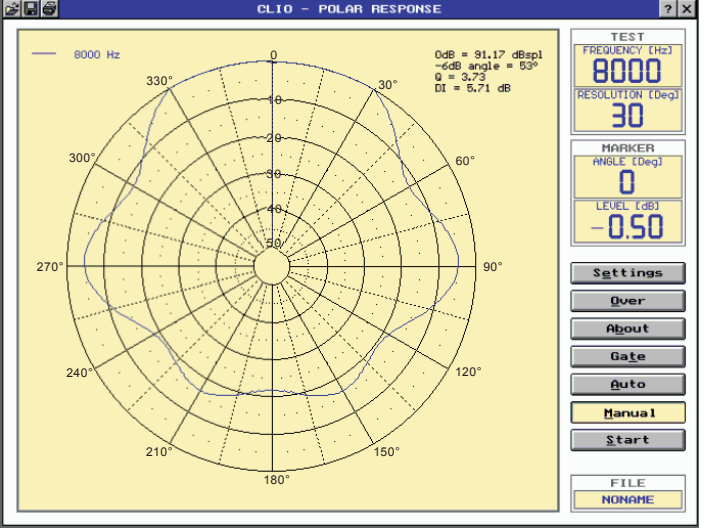 CLIO - POLAR RESPONSE
? X
8000 Hz
0dB = 91.17 dBspl
-6dB angle = 53°
Q = 3.73
DI = 5.71 dB
0
330°
30°
10
300°
60°
20
30
40
50
270°
90°
240°
120°
210°
150°
180°
TEST
FREQUENCY [Hz]
8000
RESOLUTION [Deg]
30
MARKER
ANGLE [Deg]
0
LEVEL [dB]
-0.50
Settings
Over
About
Gate
Auto
Manual
Start
FILE
NONAME